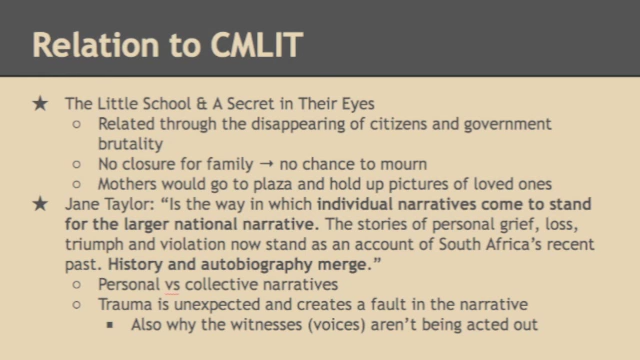 Relation to CMLIT
★ The Little School & A Secret in Their Eyes
○ Related through the disappearing of citizens and government
brutality
○ No closure for family → no chance to mourn
○ Mothers would go to plaza and hold up pictures of loved ones
★ Jane Taylor: “Is the way in which individual narratives come to stand
for the larger national narrative. The stories of personal grief, loss,
triumph and violation now stand as an account of South Africa’s recent
past. History and autobiography merge.”
○ Personal vs collective narratives
○ Trauma is unexpected and creates a fault in the narrative
■ Also why the witnesses (voices) aren’t being acted out